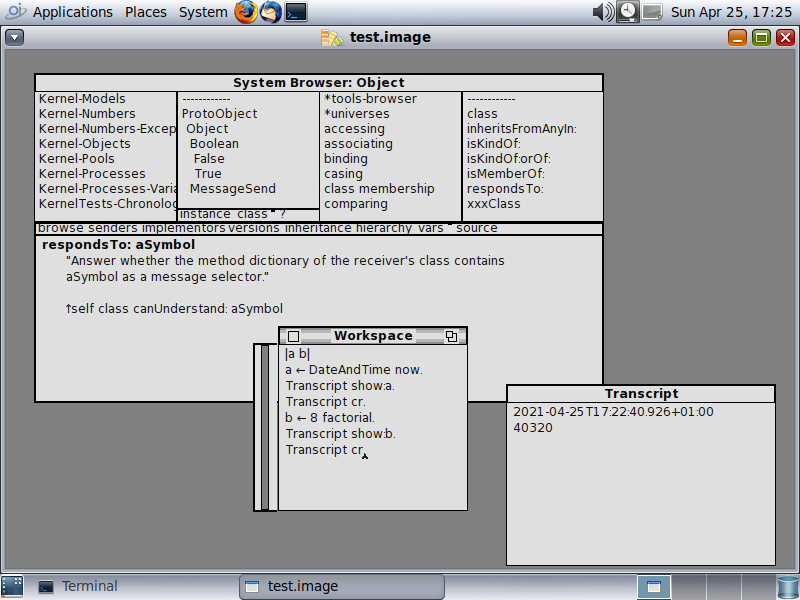 Applications Places System Sun Apr 25, 17:25
test.image
System Browser: Object
Kernel-Models
Kernel-Numbers
Kernel-Numbers-Excep
Kernel-Objects
Kernel-Pools
Kernel-Processes
Kernel-Processes-Varia
KernelTests-Chronolog
------------
ProtoObject
Object
Boolean
False
True
MessageSend
instance class " ?
*tools-browser
*universes
accessing
associating
binding
casing
class membership
comparing
------------
class
inheritsFromAnyIn:
isKindOf:
isKindOf:orOf:
isMemberOf:
respondsTo:
xxxClass
browse senders implementors versions inheritance hierarchy vars " source
respondsTo: aSymbol
"Answer whether the method dictionary of the receiver's class contains
aSymbol as a message selector."
↑self class canUnderstand: aSymbol
Workspace
|a b|
a ← DateAndTime now.
Transcript show:a.
Transcript cr.
b ← 8 factorial.
Transcript show:b.
Transcript cr.
Transcript
2021-04-25T17:22:40.926+01:00
40320
Terminal
test.image